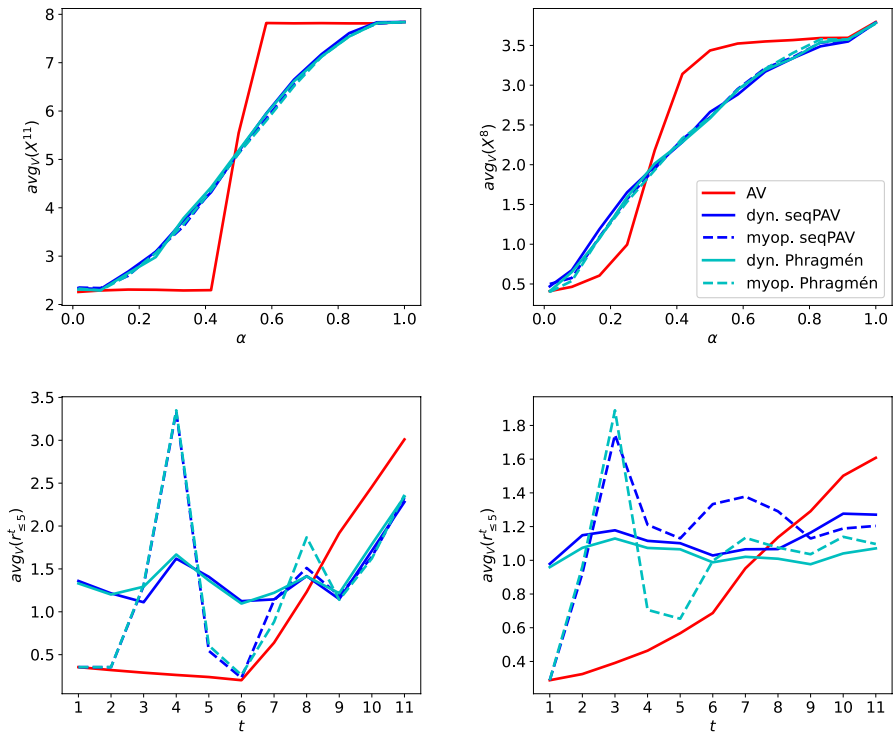 8
7
6
5
4
3
2
avg_V(X^{11})
0.0 0.2 0.4 0.6 0.8 1.0
α
3.5
3.0
2.5
2.0
1.5
1.0
0.5
avg_V(X^8)
AV
dyn. seqPAV
myop. seqPAV
dyn. Phragmén
myop. Phragmén
0.0 0.2 0.4 0.6 0.8 1.0
α
3.5
3.0
2.5
2.0
1.5
1.0
0.5
avg_V(r^t_{≤5})
1 2 3 4 5 6 7 8 9 10 11
t
1.8
1.6
1.4
1.2
1.0
0.8
0.6
0.4
avg_V(r^t_{≤5})
1 2 3 4 5 6 7 8 9 10 11
t